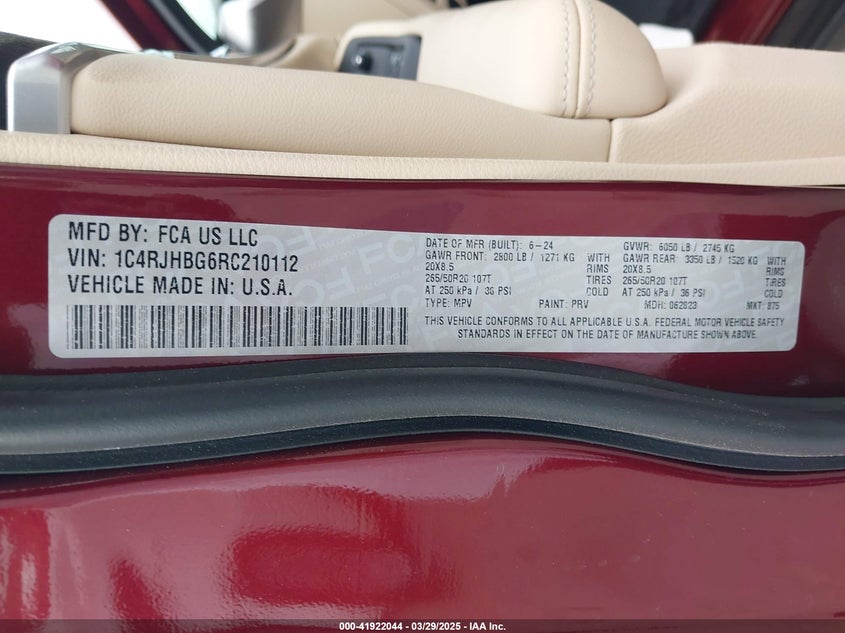 MFD BY: FCA US LLC
VIN: 1C4RJHBG6RC210112
VEHICLE MADE IN: U.S.A.
DATE OF MFR (BUILT): 6-24 GVWR: 6050 LB / 2745 KG
GAWR FRONT: 2800 LB / 1271 KG WITH GAWR REAR: 3350 LB / 1520 KG WITH
20X8.5 RIMS 20X8.5 RIMS
265/50R20 107T TIRES 265/50R20 107T TIRES
AT 250 kPa / 36 PSI COLD AT 250 kPa / 36 PSI COLD
TYPE: MPV PAINT: PRV MDH: 062823 MXT: 975
THIS VEHICLE CONFORMS TO ALL APPLICABLE U.S.A. FEDERAL MOTOR VEHICLE SAFETY
STANDARDS IN EFFECT ON THE DATE OF MANUFACTURE SHOWN ABOVE.
000-41922044 - 03/29/2025 - IAA Inc.